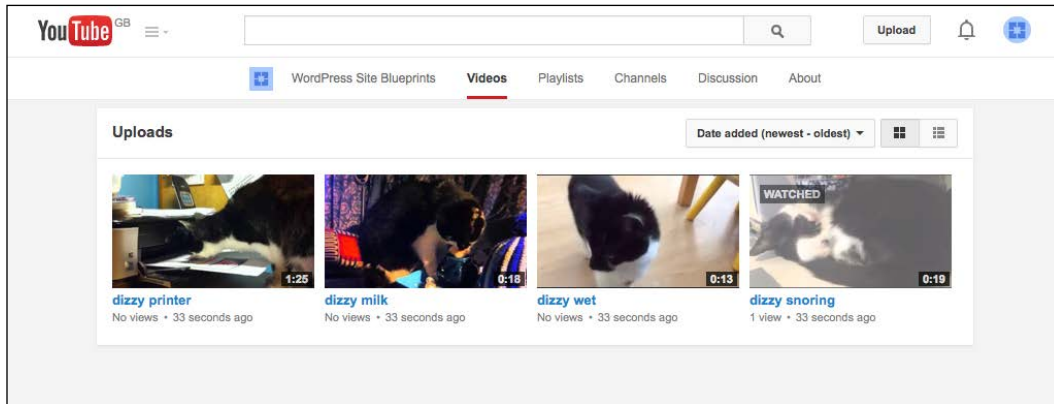 YouTube GB
Upload
WordPress Site Blueprints Videos Playlists Channels Discussion About
Uploads
Date added (newest - oldest)
WATCHED
1:25 0:18 0:13 0:19
dizzy printer dizzy milk dizzy wet dizzy snoring
No views • 33 seconds ago No views • 33 seconds ago No views • 33 seconds ago 1 view • 33 seconds ago